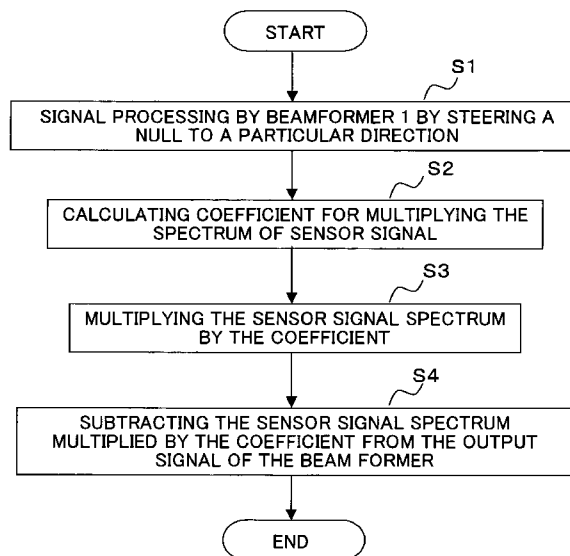 START
S1
SIGNAL PROCESSING BY BEAMFORMER 1 BY STEERING A
NULL TO A PARTICULAR DIRECTION
S2
CALCULATING COEFFICIENT FOR MULTIPLYING THE
SPECTRUM OF SENSOR SIGNAL
S3
MULTIPLYING THE SENSOR SIGNAL SPECTRUM
BY THE COEFFICIENT
S4
SUBTRACTING THE SENSOR SIGNAL SPECTRUM
MULTIPLIED BY THE COEFFICIENT FROM THE OUTPUT
SIGNAL OF THE BEAM FORMER
END